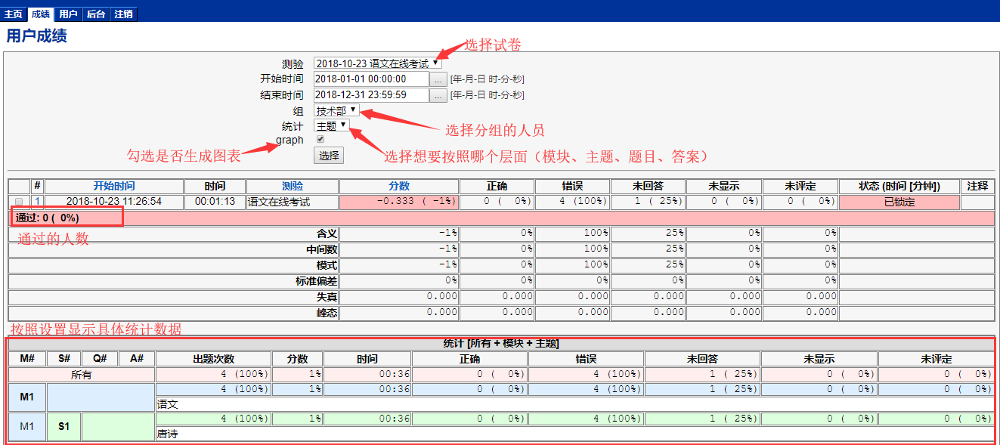 主页 成绩 用户 后台 注销
用户成绩
选择试卷
测验 2018-10-23 语文在线考试
开始时间 2018-01-01 00:00:00 ... [年-月-日 时-分-秒]
结束时间 2018-12-31 23:59:59 ... [年-月-日 时-分-秒]
组 技术部
选择分组的人员
统计 主题
graph
勾选是否生成图表
选择
选择想要按照哪个层面（模块、主题、题目、答案）
# 开始时间 时间 测验 分数 正确 错误 未回答 未显示 未评定 状态 (时间 [分钟]) 注释
1 2018-10-23 11:26:54 00:01:13 语文在线考试 -0.333 ( -1%) 0 ( 0%) 4 (100%) 1 ( 25%) 0 ( 0%) 0 ( 0%) 已锁定
通过: 0 ( 0%)
通过的人数
含义 -1% 0% 100% 25% 0% 0%
中间数 -1% 0% 100% 25% 0% 0%
模式 -1% 0% 100% 25% 0% 0%
标准偏差 0% 0% 0% 0% 0% 0%
失真 0.000 0.000 0.000 0.000 0.000 0.000
峰态 0.000 0.000 0.000 0.000 0.000 0.000
按照设置显示具体统计数据
统计 [所有 + 模块 + 主题]
M# S# Q# A# 出题次数 分数 时间 正确 错误 未回答 未显示 未评定
所有 4 (100%) 1% 00:36 0 ( 0%) 4 (100%) 1 ( 25%) 0 ( 0%) 0 ( 0%)
M1 4 (100%) 1% 00:36 0 ( 0%) 4 (100%) 1 ( 25%) 0 ( 0%) 0 ( 0%)
语文
M1 S1 4 (100%) 1% 00:36 0 ( 0%) 4 (100%) 1 ( 25%) 0 ( 0%) 0 ( 0%)
唐诗